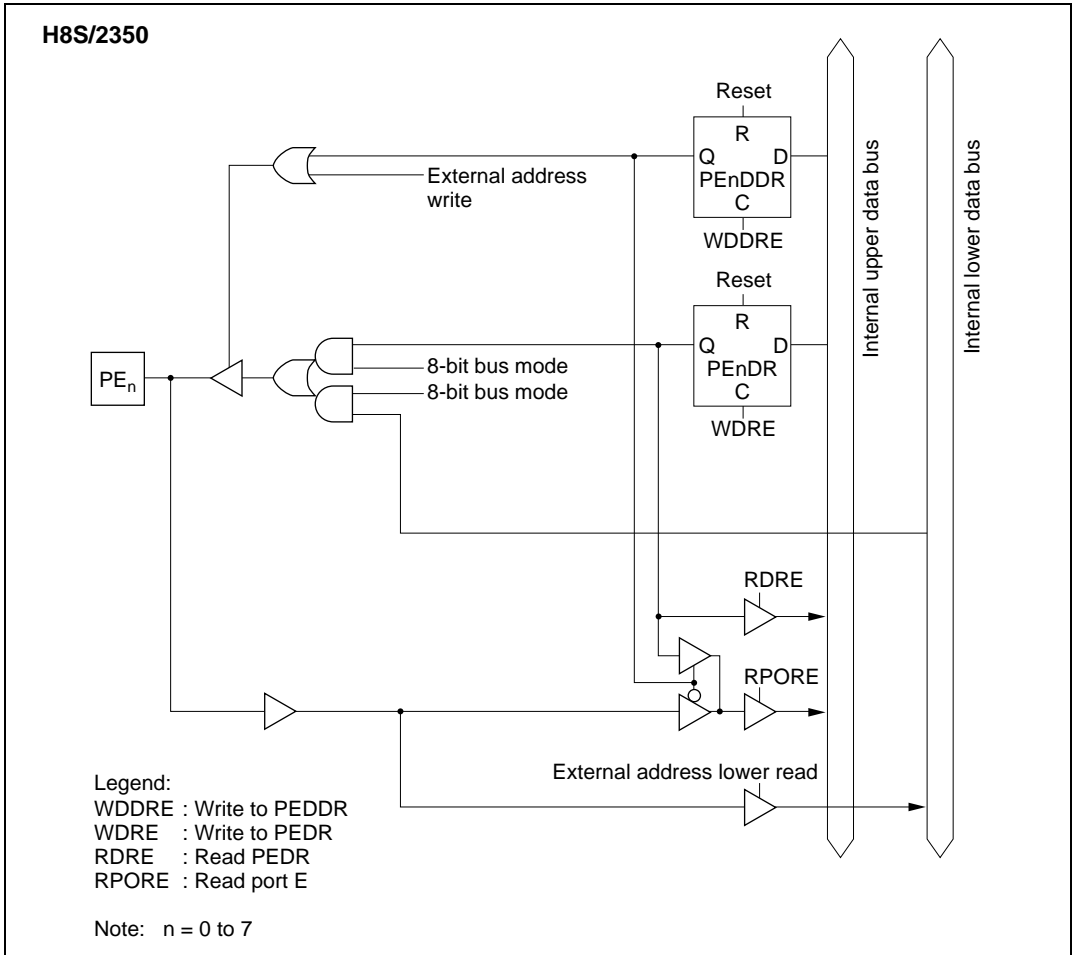 H8S/2350
Reset
R
Q D
PEnDDR
C
WDDRE
External address
write
Reset
R
Q D
PEnDR
C
WDRE
8-bit bus mode
8-bit bus mode
PEn
Internal upper data bus
Internal lower data bus
RDRE
RPORE
External address lower read
Legend:
WDDRE : Write to PEDDR
WDRE : Write to PEDR
RDRE : Read PEDR
RPORE : Read port E
Note: n = 0 to 7